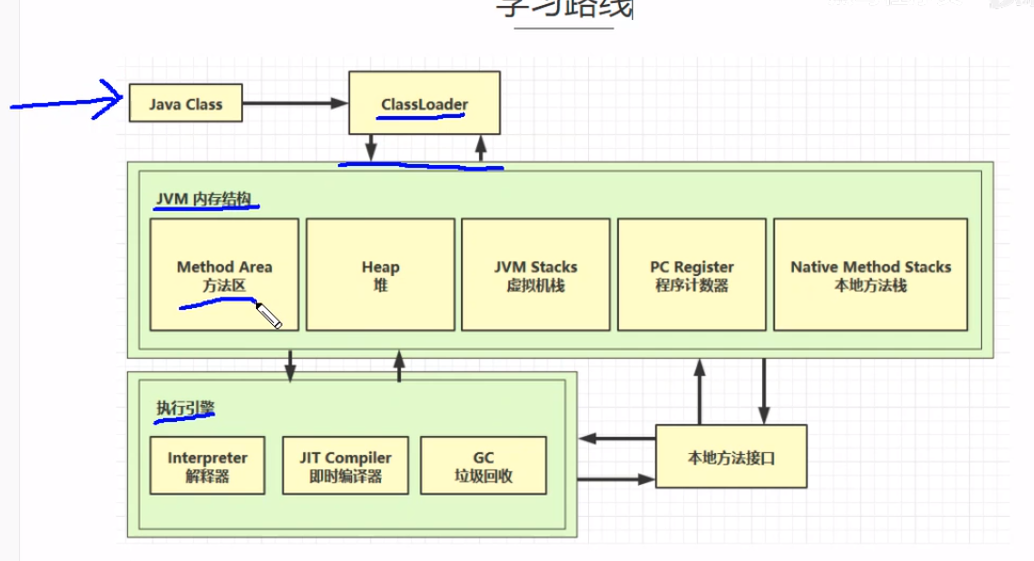 学习路线
Java Class
ClassLoader
JVM 内存结构
Method Area
方法区
Heap
堆
JVM Stacks
虚拟机栈
PC Register
程序计数器
Native Method Stacks
本地方法栈
执行引擎
Interpreter
解释器
JIT Compiler
即时编译器
GC
垃圾回收
本地方法接口